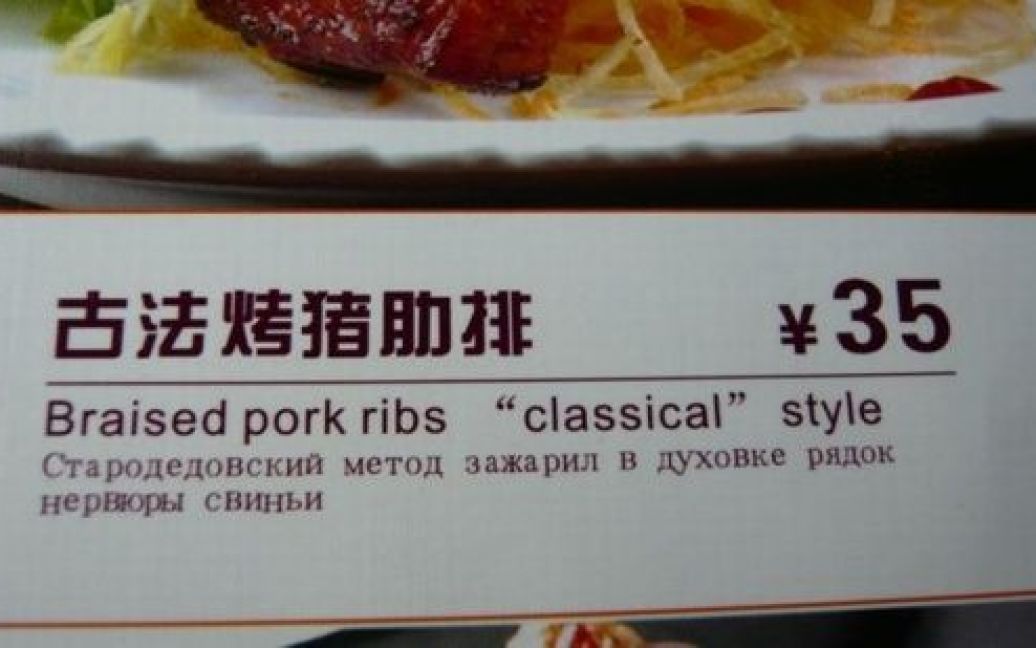 古法烤猪肋排 ¥35
Braised pork ribs “classical” style
Стародедовский метод зажарил в духовке рядок
нервюры свиньи